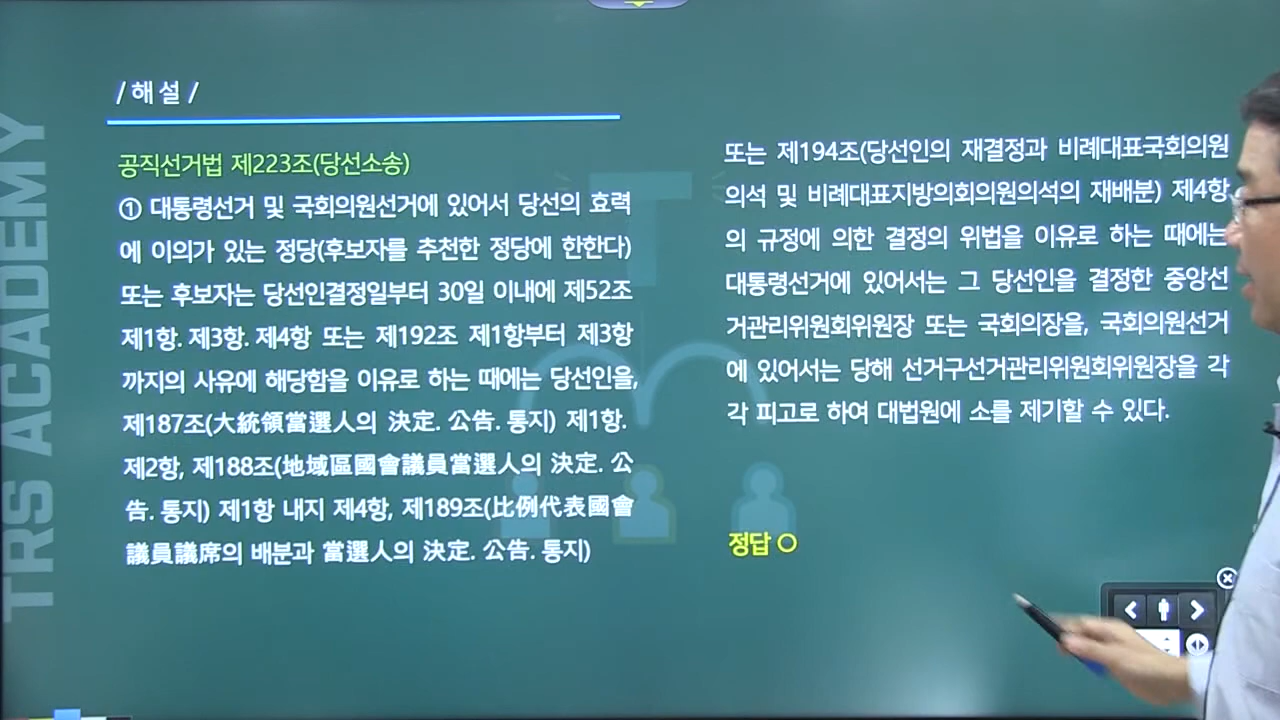 TRS ACADEMY
/ 해 설 /
공직선거법 제223조(당선소송)
① 대통령선거 및 국회의원선거에 있어서 당선의 효력
에 이의가 있는 정당(후보자를 추천한 정당에 한한다)
또는 후보자는 당선인결정일부터 30일 이내에 제52조
제1항. 제3항. 제4항 또는 제192조 제1항부터 제3항
까지의 사유에 해당함을 이유로 하는 때에는 당선인을,
제187조(大統領當選人의 決定. 公告. 통지) 제1항.
제2항, 제188조(地域區國會議員當選人의 決定. 公
告. 통지) 제1항 내지 제4항, 제189조(比例代表國會
議員議席의 배분과 當選人의 決定. 公告. 통지)
또는 제194조(당선인의 재결정과 비례대표국회의원
의석 및 비례대표지방의회의원의석의 재배분) 제4항
의 규정에 의한 결정의 위법을 이유로 하는 때에는
대통령선거에 있어서는 그 당선인을 결정한 중앙선
거관리위원회위원장 또는 국회의장을, 국회의원선거
에 있어서는 당해 선거구선거관리위원회위원장을 각
각 피고로 하여 대법원에 소를 제기할 수 있다.
정답 ○